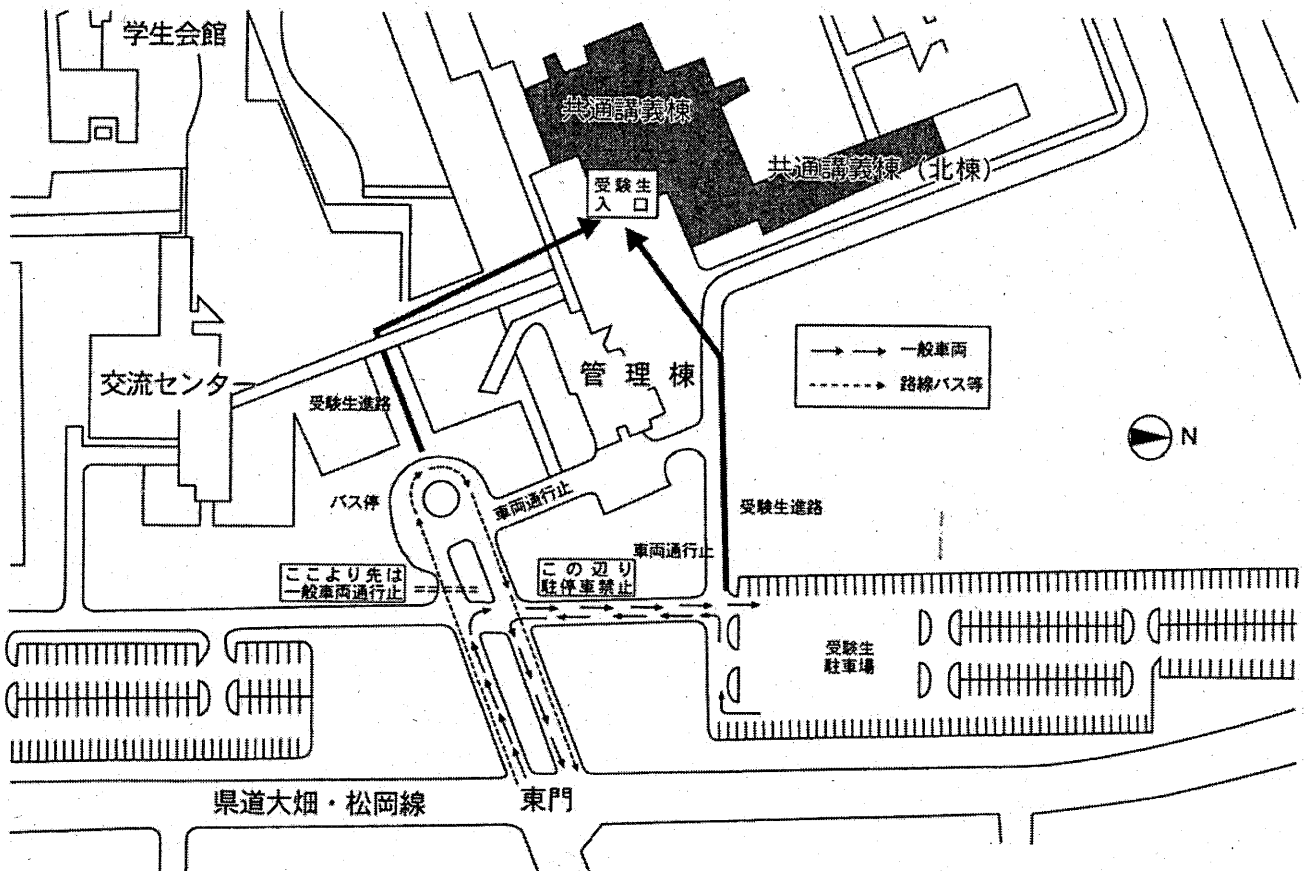 学生会館
共通講義棟
共通講義棟（北棟）
受験生
入口
一般車両
路線バス等
管理棟
交流センター
受験生進路
N
バス停
車両通行止
受験生進路
車両通行止
ここより先は
一般車両通行止
この辺り
駐停車禁止
受験生
駐車場
県道大畑・松岡線
東門